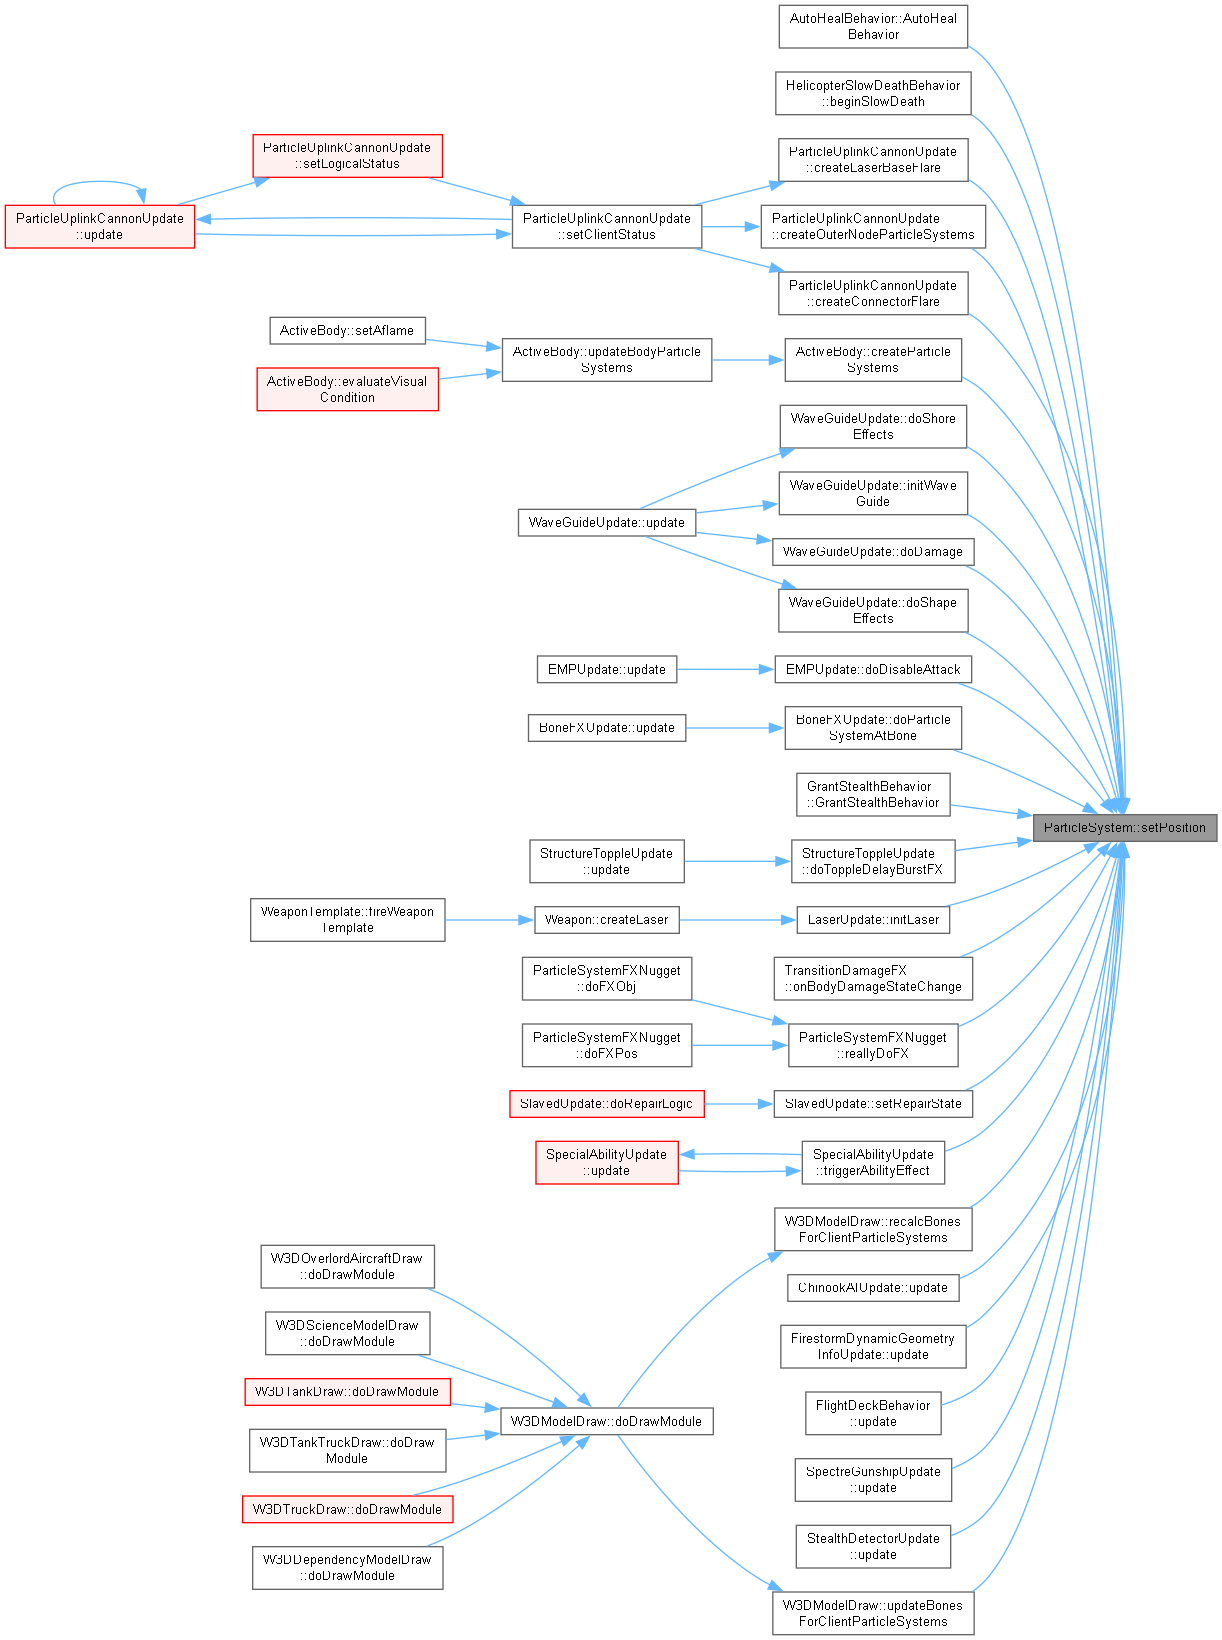 AutoHealBehavior::AutoHeal
Behavior
HelicopterSlowDeathBehavior
::beginSlowDeath
ParticleUplinkCannonUpdate
::setLogicalStatus
ParticleUplinkCannonUpdate
::createLaserBaseFlare
ParticleUplinkCannonUpdate
::update
ParticleUplinkCannonUpdate
::setClientStatus
ParticleUplinkCannonUpdate
::createOuterNodeParticleSystems
ParticleUplinkCannonUpdate
::createConnectorFlare
ActiveBody::setAflame
ActiveBody::updateBodyParticle
Systems
ActiveBody::createParticle
Systems
ActiveBody::evaluateVisual
Condition
WaveGuideUpdate::doShore
Effects
WaveGuideUpdate::initWave
Guide
WaveGuideUpdate::update
WaveGuideUpdate::doDamage
WaveGuideUpdate::doShape
Effects
EMPUpdate::update
EMPUpdate::doDisableAttack
BoneFXUpdate::update
BoneFXUpdate::doParticle
SystemAtBone
GrantStealthBehavior
::GrantStealthBehavior
ParticleSystem::setPosition
StructureToppleUpdate
::update
StructureToppleUpdate
::doToppleDelayBurstFX
WeaponTemplate::fireWeapon
Template
Weapon::createLaser
LaserUpdate::initLaser
ParticleSystemFXNugget
::doFXObj
TransitionDamageFX
::onBodyDamageStateChange
ParticleSystemFXNugget
::doFXPos
ParticleSystemFXNugget
::reallyDoFX
SlavedUpdate::doRepairLogic
SlavedUpdate::setRepairState
SpecialAbilityUpdate
::update
SpecialAbilityUpdate
::triggerAbilityEffect
W3DModelDraw::recalcBones
ForClientParticleSystems
W3DOverlordAircraftDraw
::doDrawModule
ChinookAIUpdate::update
W3DScienceModelDraw
::doDrawModule
FirestormDynamicGeometry
InfoUpdate::update
W3DTankDraw::doDrawModule
W3DModelDraw::doDrawModule
FlightDeckBehavior
::update
W3DTankTruckDraw::doDraw
Module
SpectreGunshipUpdate
::update
W3DTruckDraw::doDrawModule
StealthDetectorUpdate
::update
W3DDependencyModelDraw
::doDrawModule
W3DModelDraw::updateBones
ForClientParticleSystems